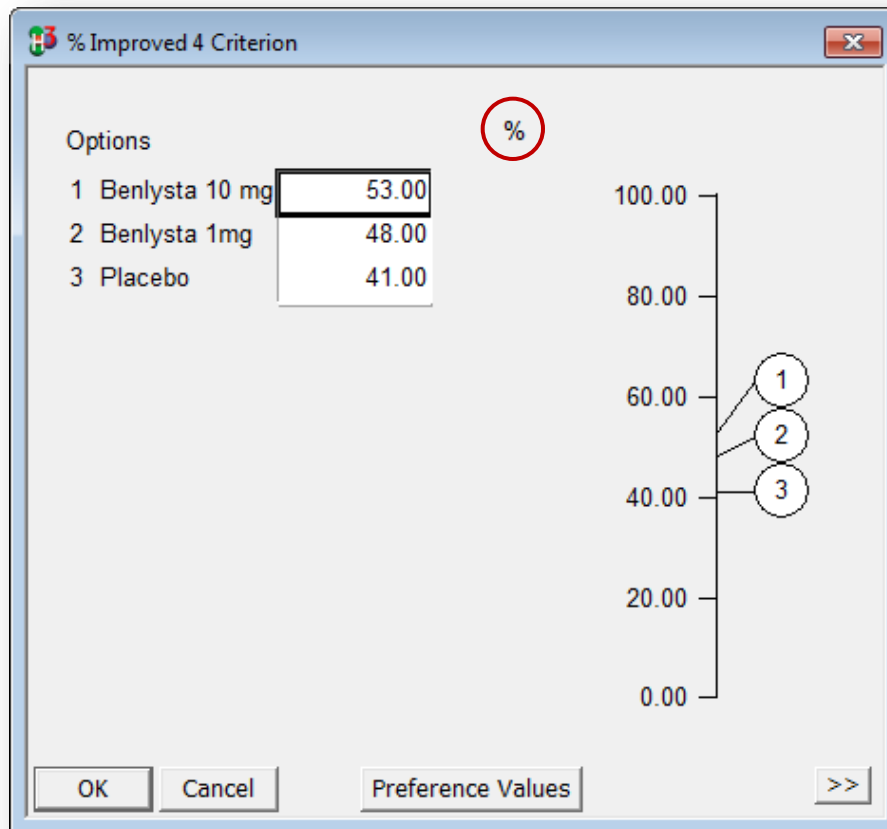 % Improved 4 Criterion
Options
%
1 Benlysta 10 mg 53.00
2 Benlysta 1mg 48.00
3 Placebo 41.00
100.00
80.00
60.00
40.00
20.00
0.00
1
2
3
OK Cancel Preference Values >>